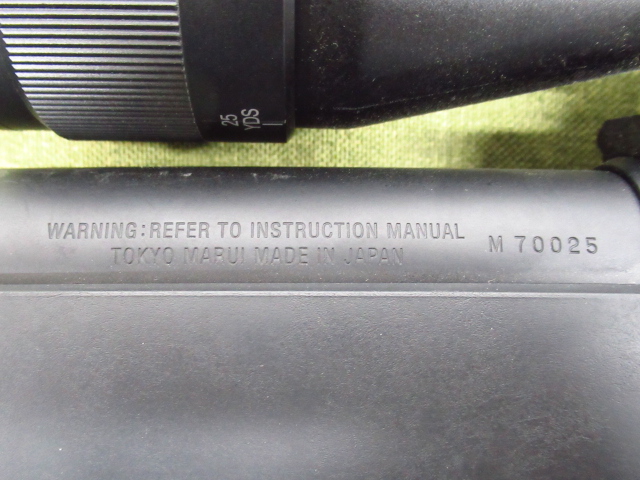 25
YDS
WARNING:REFER TO INSTRUCTION MANUAL
TOKYO MARUI MADE IN JAPAN
M 70025